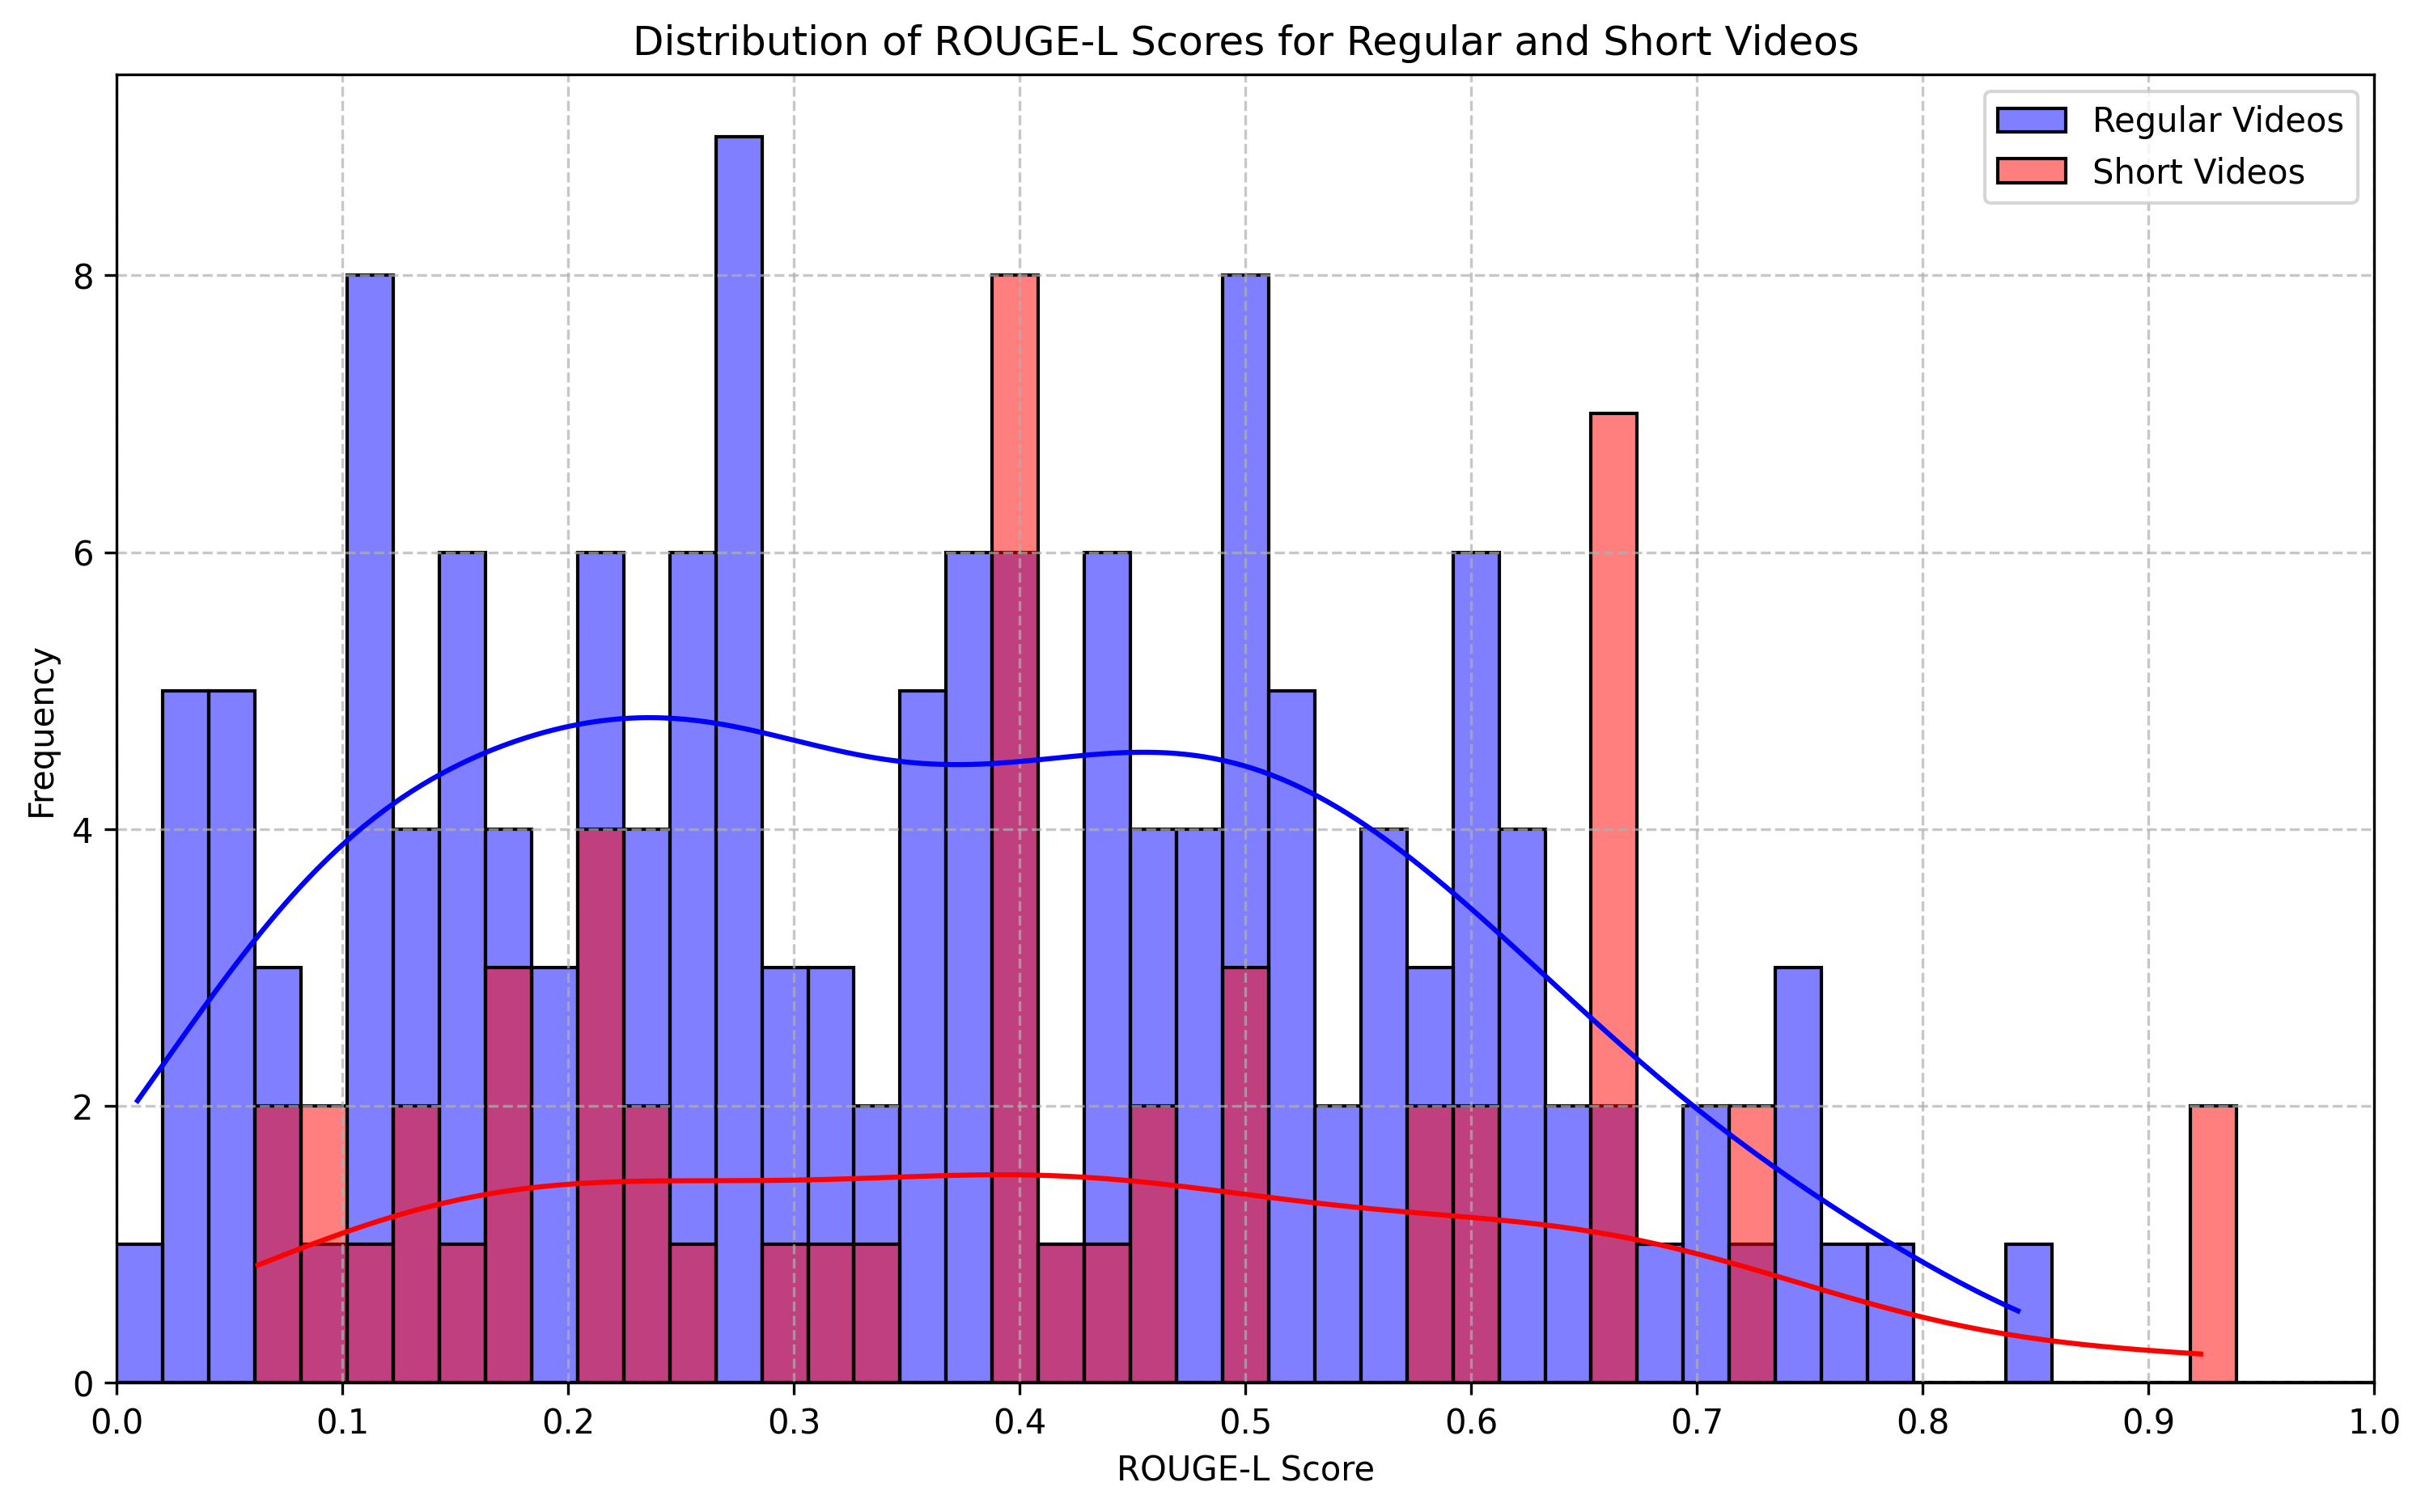 Distribution of ROUGE-L Scores for Regular and Short Videos
Regular Videos
Short Videos
Frequency
8
6
4
2
0
0.0 0.1 0.2 0.3 0.4 0.5 0.6 0.7 0.8 0.9 1.0
ROUGE-L Score